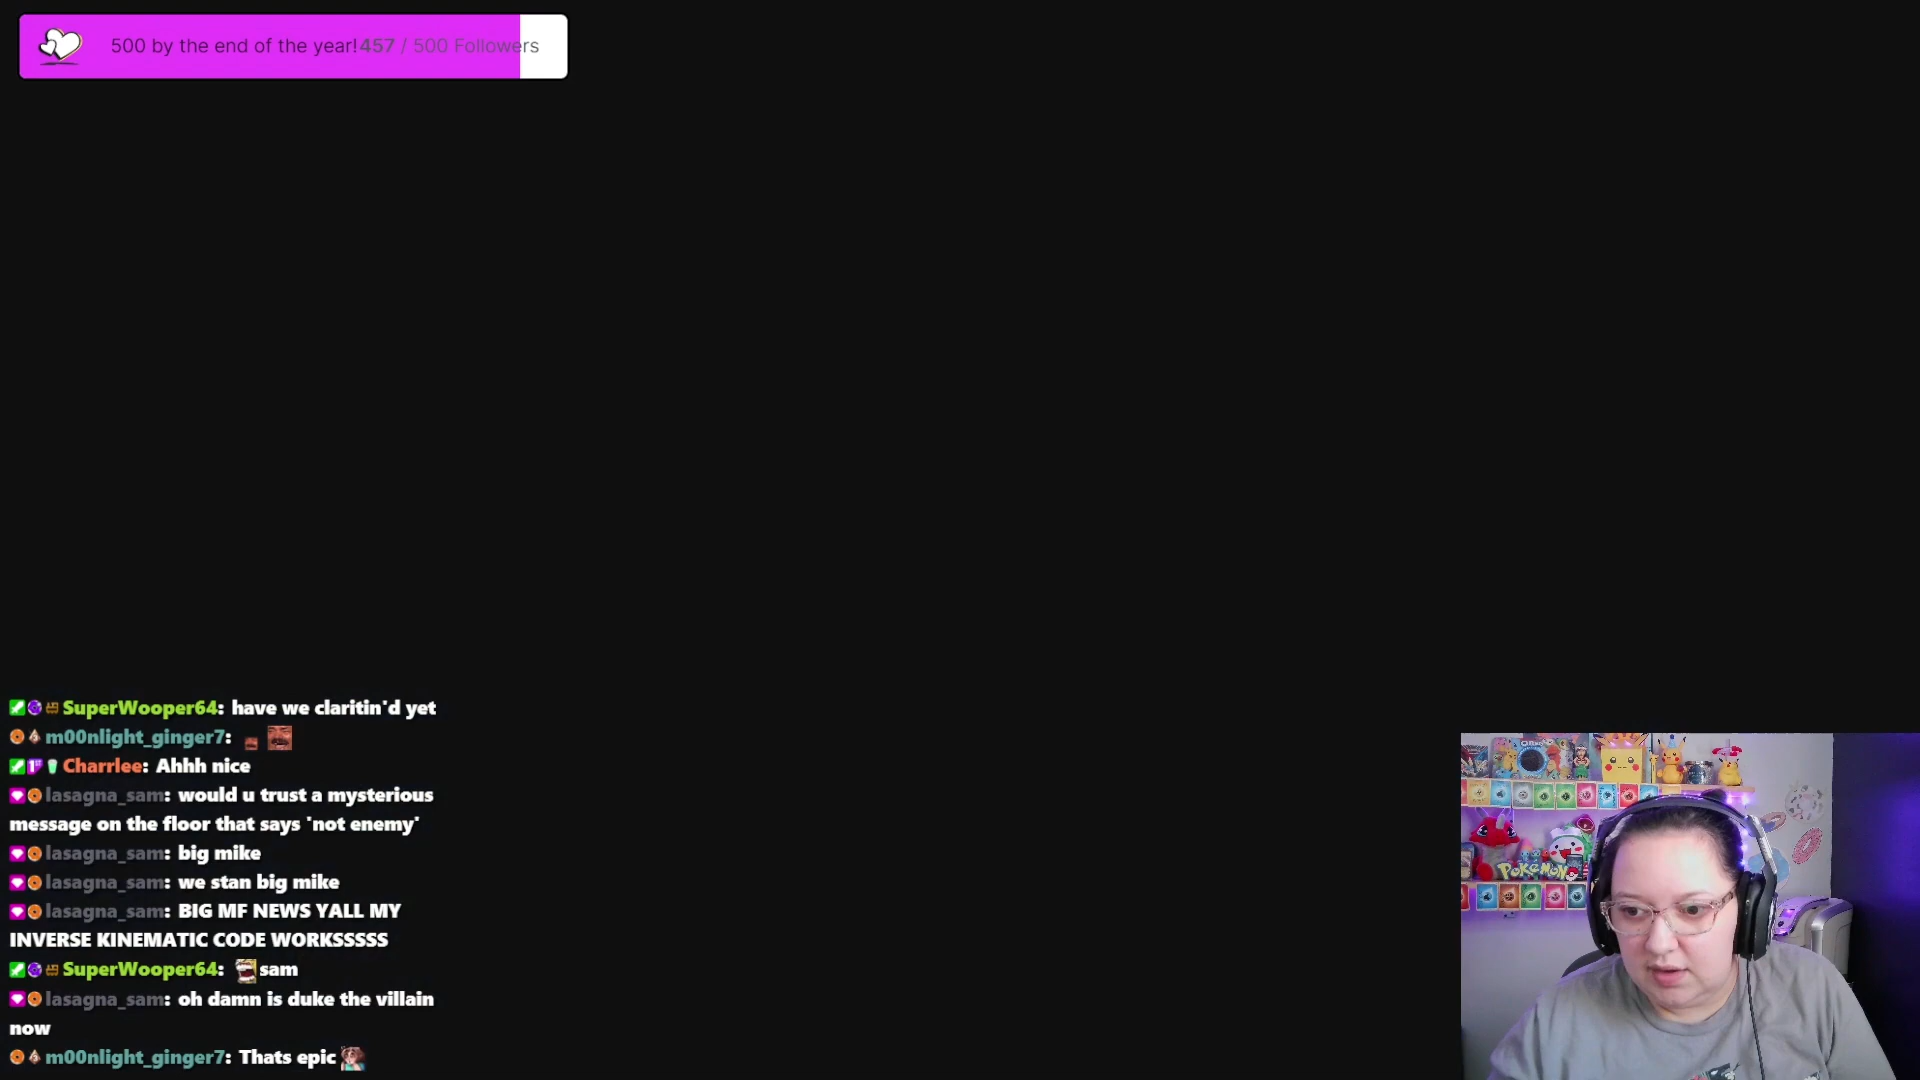 500 by the end of the year! 457 / 500 Followers
SuperWooper64: have we claritin'd yet
m00nlight_ginger7:
Charrlee: Ahhh nice
lasagna_sam: would u trust a mysterious
message on the floor that says 'not enemy'
lasagna_sam: big mike
lasagna_sam: we stan big mike
lasagna_sam: BIG MF NEWS YALL MY
INVERSE KINEMATIC CODE WORKSSSSS
SuperWooper64: sam
lasagna_sam: oh damn is duke the villain
now
m00nlight_ginger7: Thats epic
POKéMON